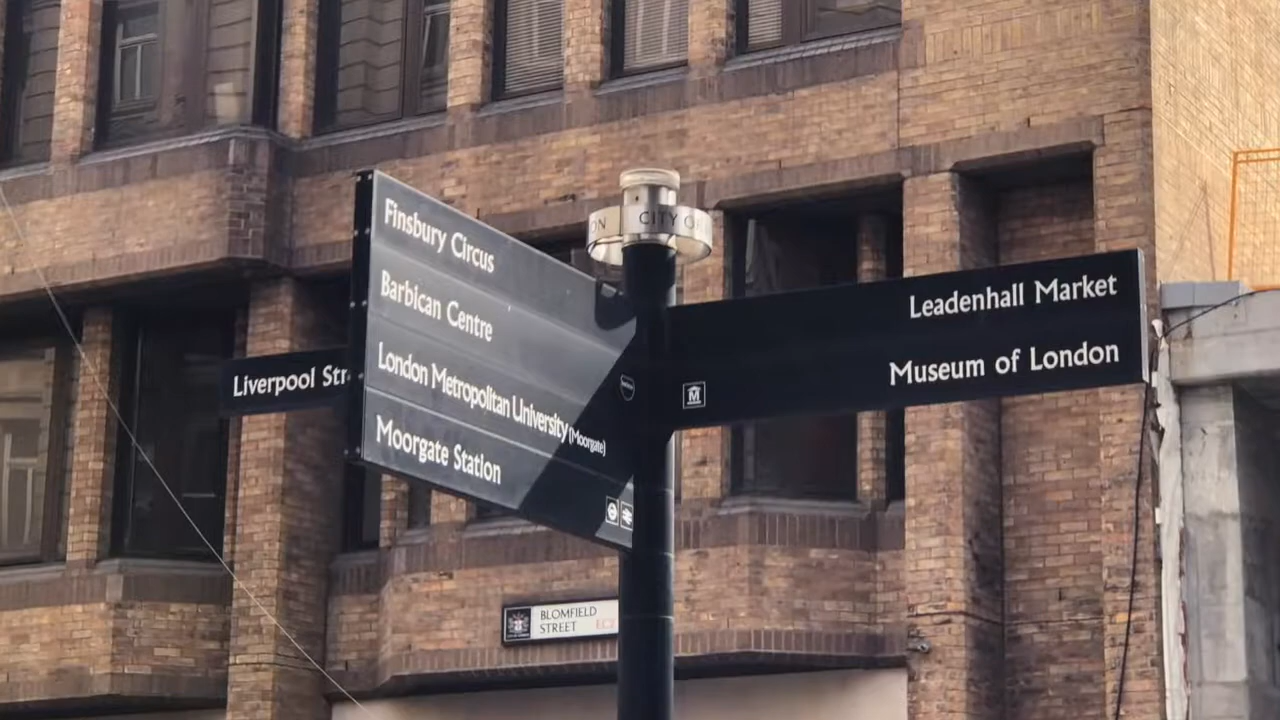 CITY O
Finsbury Circus
Barbican Centre
London Metropolitan University (Moorgate)
Moorgate Station
Liverpool Str
Leadenhall Market
Museum of London
BLOMFIELD
STREET EC2